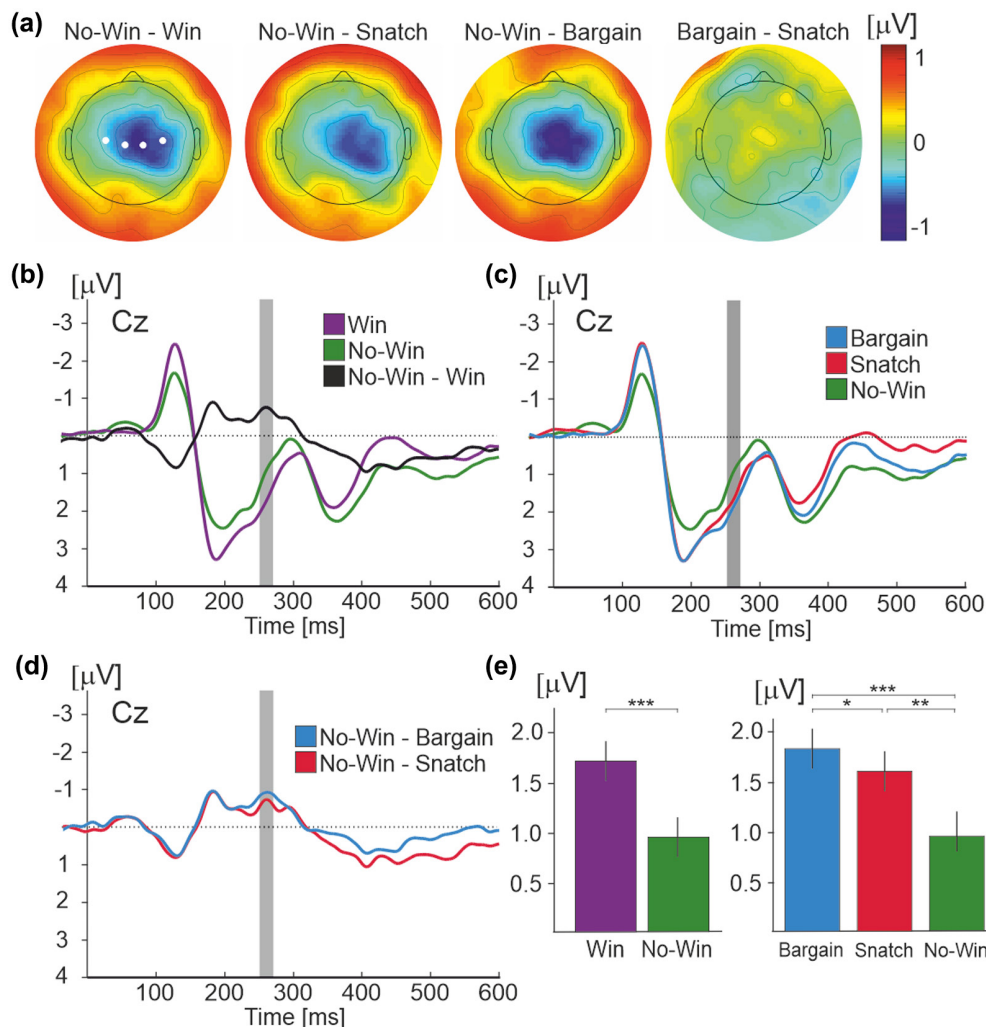 (a)
No-Win - Win
No-Win - Snatch
No-Win - Bargain
Bargain - Snatch
[µV]
1
0
-1
(b)
[µV]
Cz
-3
-2
-1
1
2
3
4
Win
No-Win
No-Win - Win
100 200 300 400 500 600
Time [ms]
(c)
[µV]
Cz
-3
-2
-1
1
2
3
4
Bargain
Snatch
No-Win
100 200 300 400 500 600
Time [ms]
(d)
[µV]
Cz
-3
-2
-1
1
2
3
4
No-Win - Bargain
No-Win - Snatch
100 200 300 400 500 600
Time [ms]
(e)
[µV]
***
2.0
1.5
1.0
0.5
Win No-Win
[µV]
***
* **
2.0
1.5
1.0
0.5
Bargain Snatch No-Win